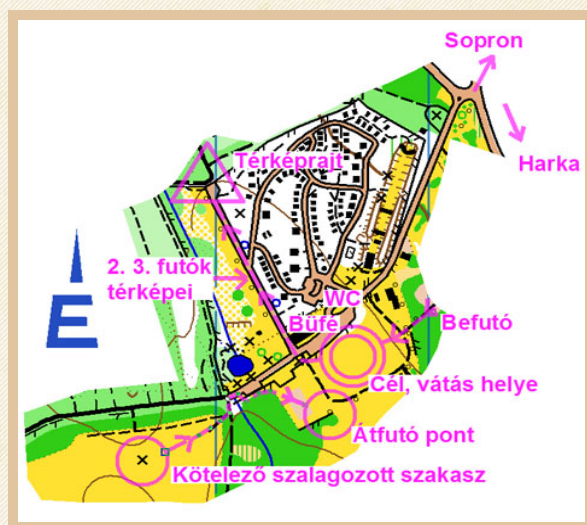 Sopron
Harka
Térképrajt
2. 3. futók
térképei
WC
Büfé
Befutó
É
Cél, vátás helye
Átfutó pont
Kötelező szalagozott szakasz